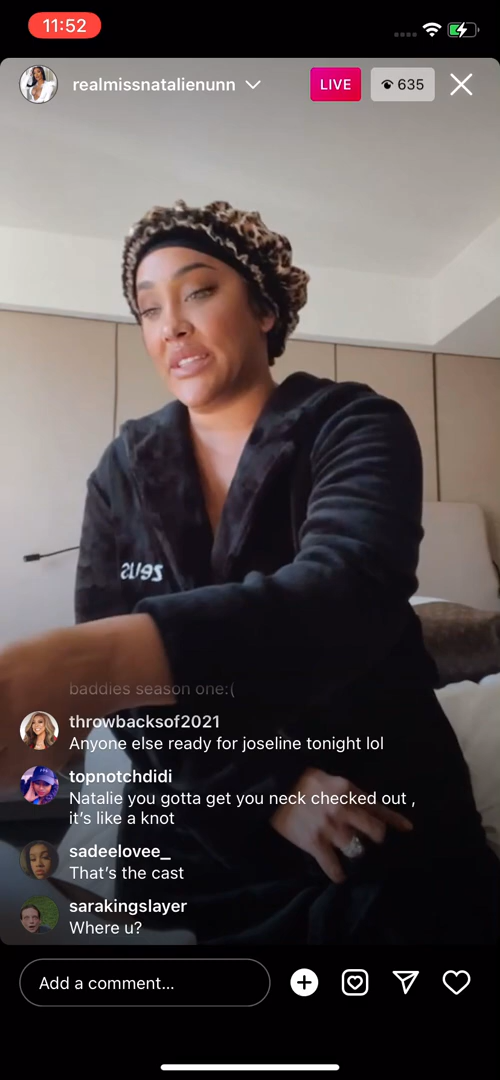 11:52
realmissnatalienunn
LIVE
635
baddies season one:(
throwbacksof2021
Anyone else ready for joseline tonight lol
topnotchdidi
Natalie you gotta get you neck checked out ,
it's like a knot
sadeelovee_
That's the cast
sarakingslayer
Where u?
Add a comment...